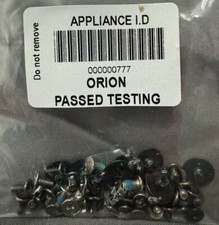 APPLIANCE I.D
Do not remove
000000777
ORION
PASSED TESTING